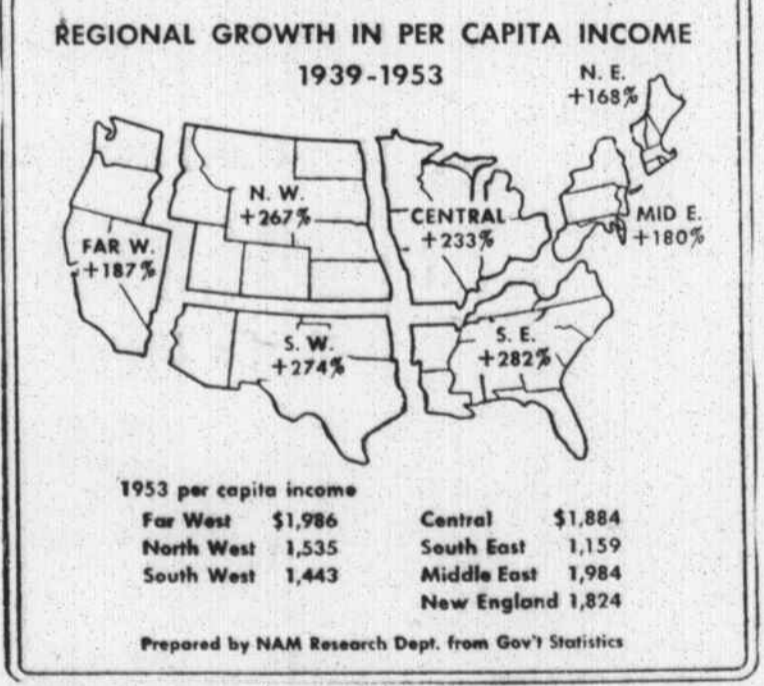 REGIONAL GROWTH IN PER CAPITA INCOME
1939-1953
N. E.
+168%
N. W.
+267%
CENTRAL
+233%
MID E.
+180%
FAR W.
+187%
S. W.
+274%
S. E.
+282%
1953 per capita income
Far West $1,986
North West 1,535
South West 1,443
Central $1,884
South East 1,159
Middle East 1,984
New England 1,824
Prepared by NAM Research Dept. from Gov't Statistics